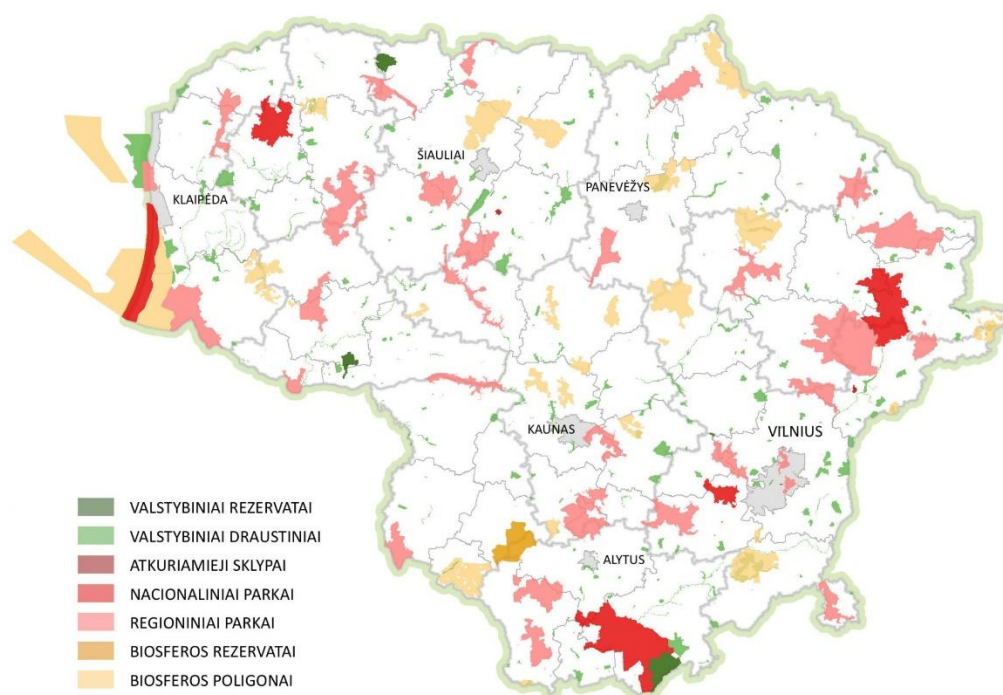 ŠIAULIAI
PANEVĖŽYS
KLAIPĖDA
KAUNAS
VILNIUS
ALYTUS
VALSTYBINIAI REZERVATAI
VALSTYBINIAI DRAUSTINIAI
ATKURIAMIEJI SKLYPAI
NACIONALINIAI PARKAI
REGIONINIAI PARKAI
BIOSFEROS REZERVATAI
BIOSFEROS POLIGONAI